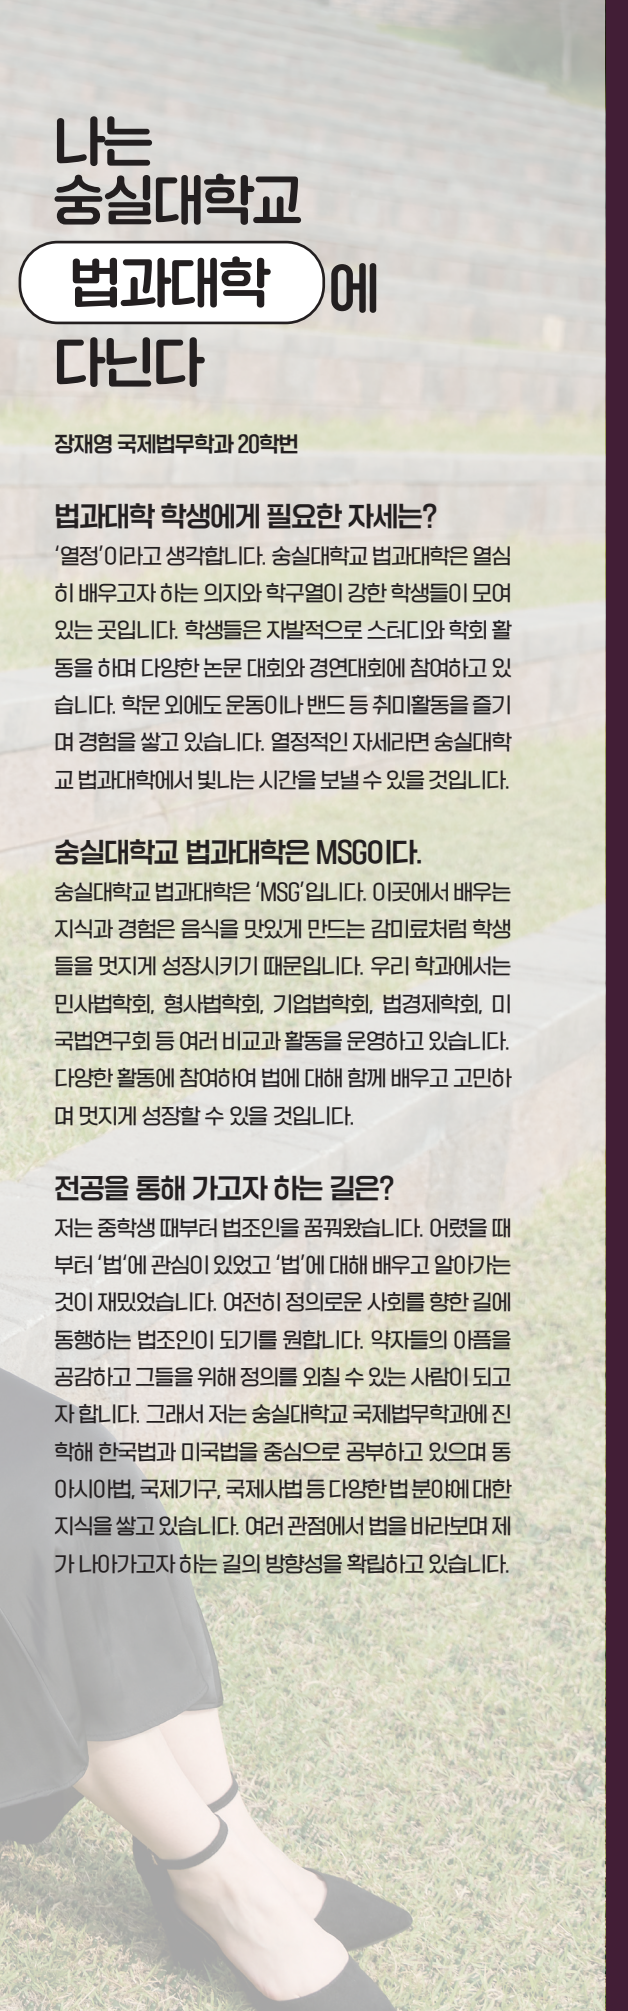 나는
숭실대학교
법과대학에
다닌다
장재영 국제법무학과 20학번
법과대학 학생에게 필요한 자세는?
‘열정’이라고 생각합니다. 숭실대학교 법과대학은 열심
히 배우고자 하는 의지와 학구열이 강한 학생들이 모여
있는 곳입니다. 학생들은 자발적으로 스터디와 학회 활
동을 하며 다양한 논문 대회와 경연대회에 참여하고 있
습니다. 학문 외에도 운동이나 밴드 등 취미활동을 즐기
며 경험을 쌓고 있습니다. 열정적인 자세라면 숭실대학
교 법과대학에서 빛나는 시간을 보낼 수 있을 것입니다.
숭실대학교 법과대학은 MSG이다.
숭실대학교 법과대학은 ‘MSG’입니다. 이곳에서 배우는
지식과 경험은 음식을 맛있게 만드는 감미료처럼 학생
들을 멋지게 성장시키기 때문입니다. 우리 학과에서는
민사법학회, 형사법학회, 기업법학회, 법경제학회, 미
국법연구회 등 여러 비교과 활동을 운영하고 있습니다.
다양한 활동에 참여하여 법에 대해 함께 배우고 고민하
며 멋지게 성장할 수 있을 것입니다.
전공을 통해 가고자 하는 길은?
저는 중학생 때부터 법조인을 꿈꿔왔습니다. 어렸을 때
부터 ‘법‘에 관심이 있었고 ‘법’에 대해 배우고 알아가는
것이 재밌었습니다. 여전히 정의로운 사회를 향한 길에
동행하는 법조인이 되기를 원합니다. 약자들의 아픔을
공감하고 그들을 위해 정의를 외칠 수 있는 사람이 되고
자 합니다. 그래서 저는 숭실대학교 국제법무학과에 진
학해 한국법과 미국법을 중심으로 공부하고 있으며 동
아시아법, 국제기구, 국제사법 등 다양한 법 분야에 대한
지식을 쌓고 있습니다. 여러 관점에서 법을 바라보며 제
가 나아가고자 하는 길의 방향성을 확립하고 있습니다.